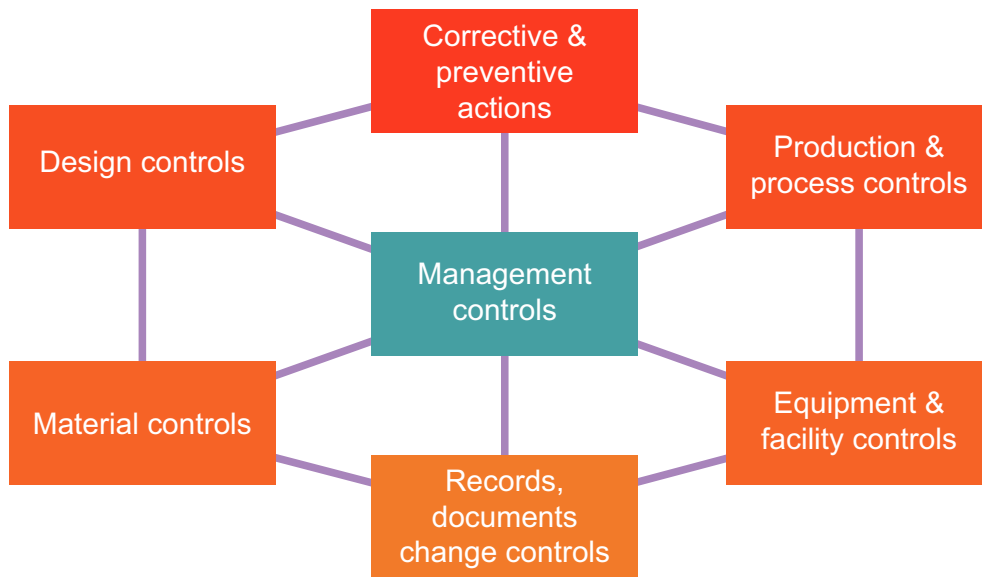 Corrective &
preventive
actions
Design controls
Production &
process controls
Management
controls
Material controls
Equipment &
facility controls
Records,
documents
change controls